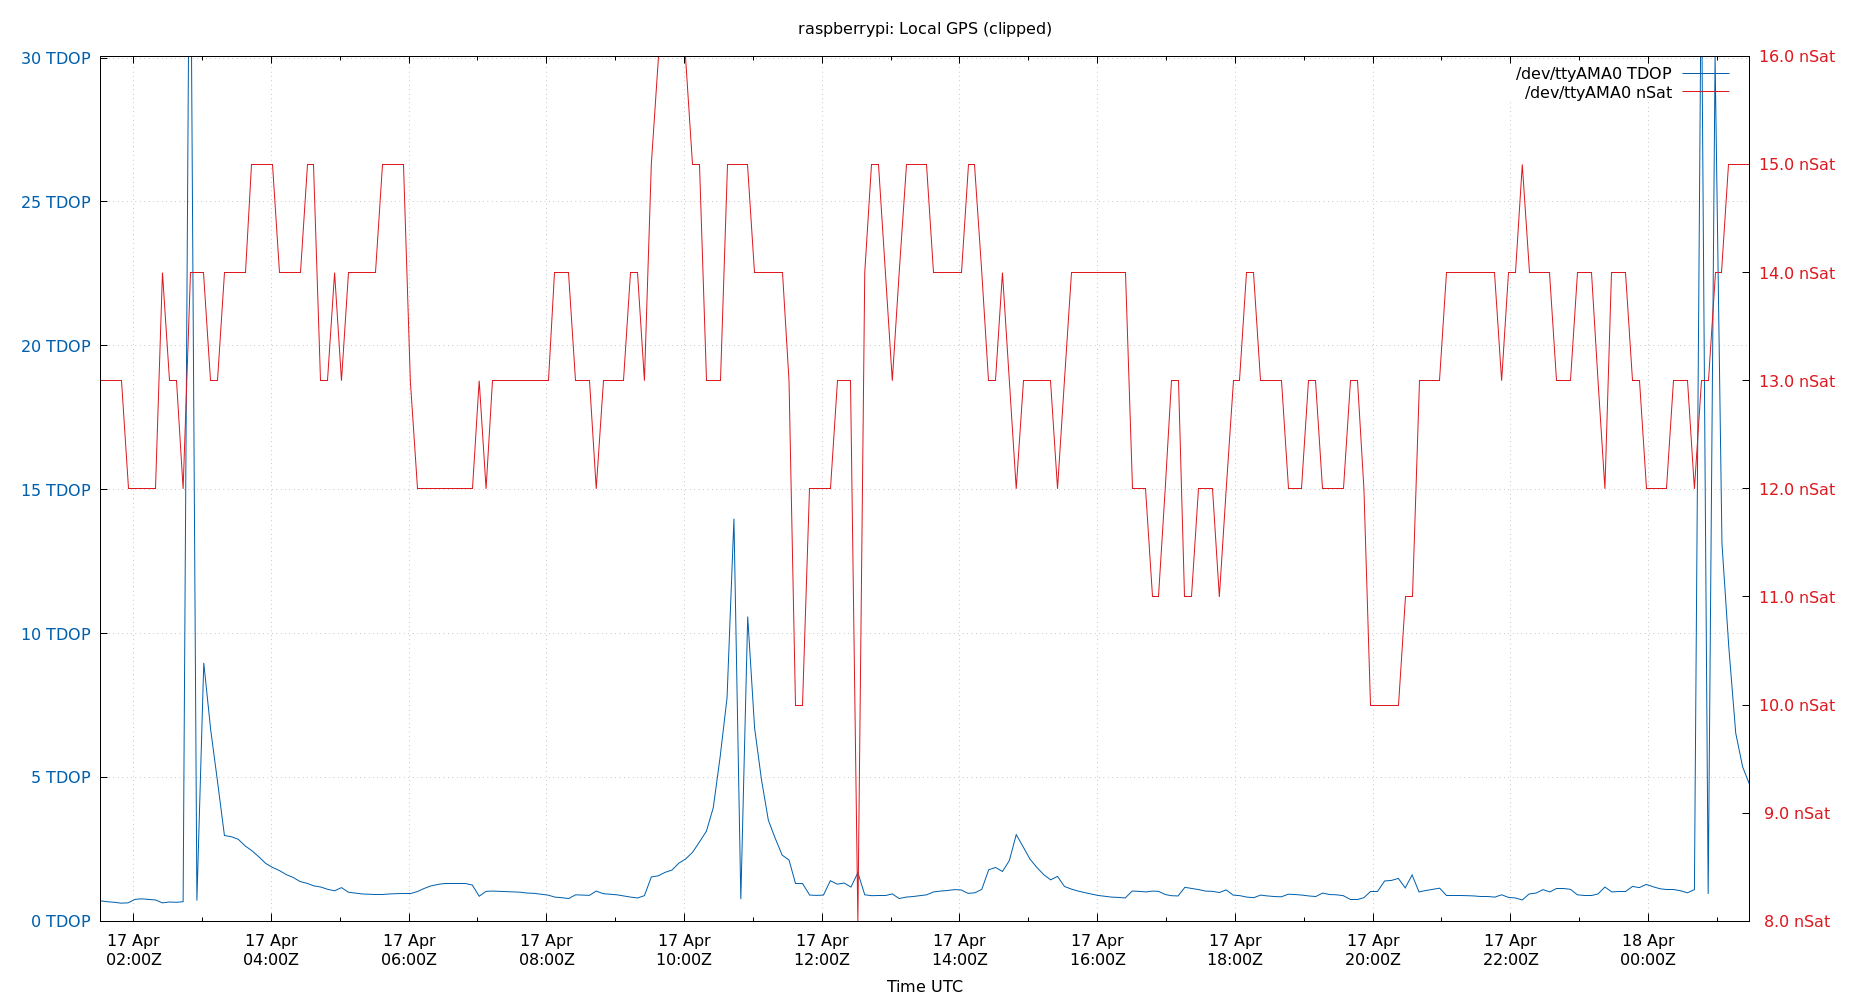 raspberrypi: Local GPS (clipped)
30 TDOP
25 TDOP
20 TDOP
15 TDOP
10 TDOP
5 TDOP
0 TDOP
16.0 nSat
15.0 nSat
14.0 nSat
13.0 nSat
12.0 nSat
11.0 nSat
10.0 nSat
9.0 nSat
8.0 nSat
/dev/ttyAMA0 TDOP
/dev/ttyAMA0 nSat
17 Apr
02:00Z
17 Apr
04:00Z
17 Apr
06:00Z
17 Apr
08:00Z
17 Apr
10:00Z
17 Apr
12:00Z
17 Apr
14:00Z
17 Apr
16:00Z
17 Apr
18:00Z
17 Apr
20:00Z
17 Apr
22:00Z
18 Apr
00:00Z
Time UTC